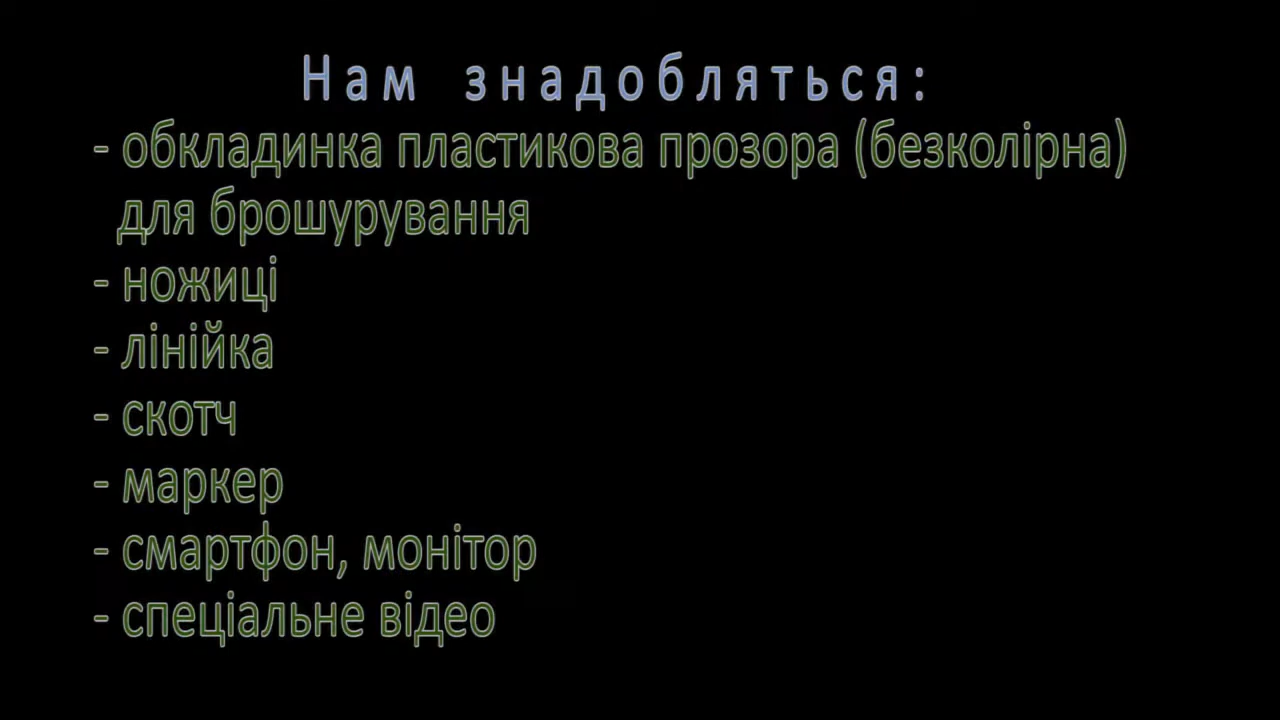 Нам знадобляться:
- обкладинка пластикова прозора (безколірна)
для брошурування
- ножиці
- лінійка
- скотч
- маркер
- смартфон, монітор
- спеціальне відео